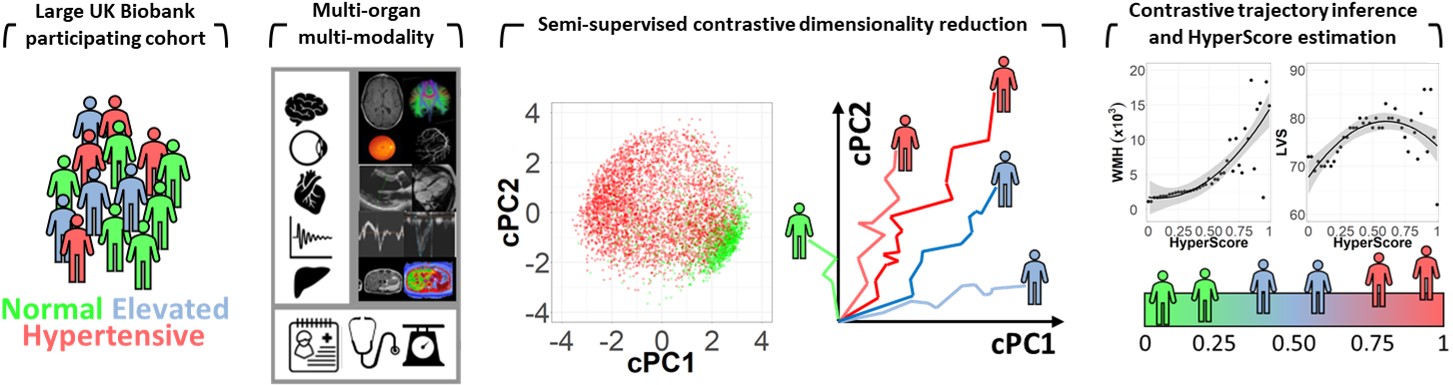 Large UK Biobank
participating cohort
Normal Elevated
Hypertensive
Multi-organ
multi-modality
Semi-supervised contrastive dimensionality reduction
cPC2
4
2
0
-2
-4
-4 -2 0 2 4
cPC1
cPC2
cPC1
Contrastive trajectory inference
and HyperScore estimation
WMH (x10³)
20
15
10
5
0
0 0.25 0.50 0.75 1
HyperScore
LVS
90
80
70
60
0 0.25 0.50 0.75 1
HyperScore
0 0.25 0.50 0.75 1